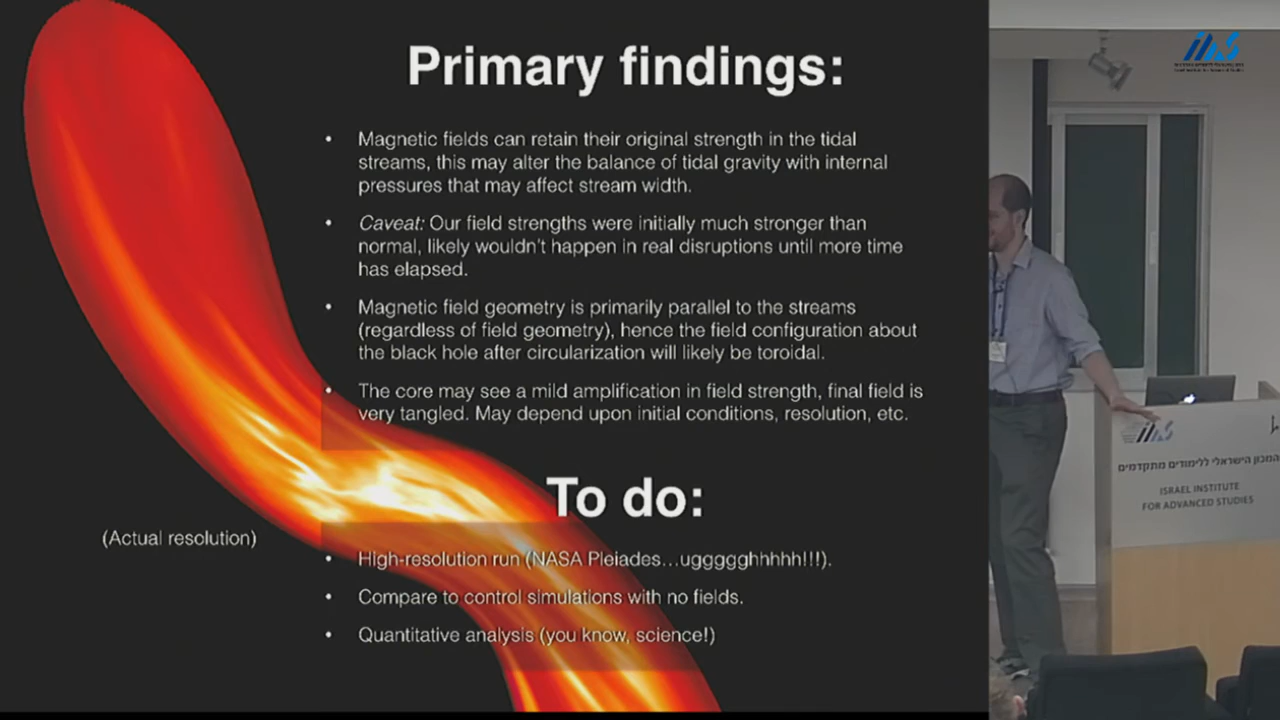 Primary findings:
• Magnetic fields can retain their original strength in the tidal
streams, this may alter the balance of tidal gravity with internal
pressures that may affect stream width.
• Caveat: Our field strengths were initially much stronger than
normal, likely wouldn't happen in real disruptions until more time
has elapsed.
• Magnetic field geometry is primarily parallel to the streams
(regardless of field geometry), hence the field configuration about
the black hole after circularization will likely be toroidal.
• The core may see a mild amplification in field strength, final field is
very tangled. May depend upon initial conditions, resolution, etc.
To do:
(Actual resolution)
• High-resolution run (NASA Pleiades...uggggghhhhh!!!).
• Compare to control simulations with no fields.
• Quantitative analysis (you know, science!)
המכון הישראלי ללימודים מתקדמים
ISRAEL INSTITUTE
FOR ADVANCED STUDIES